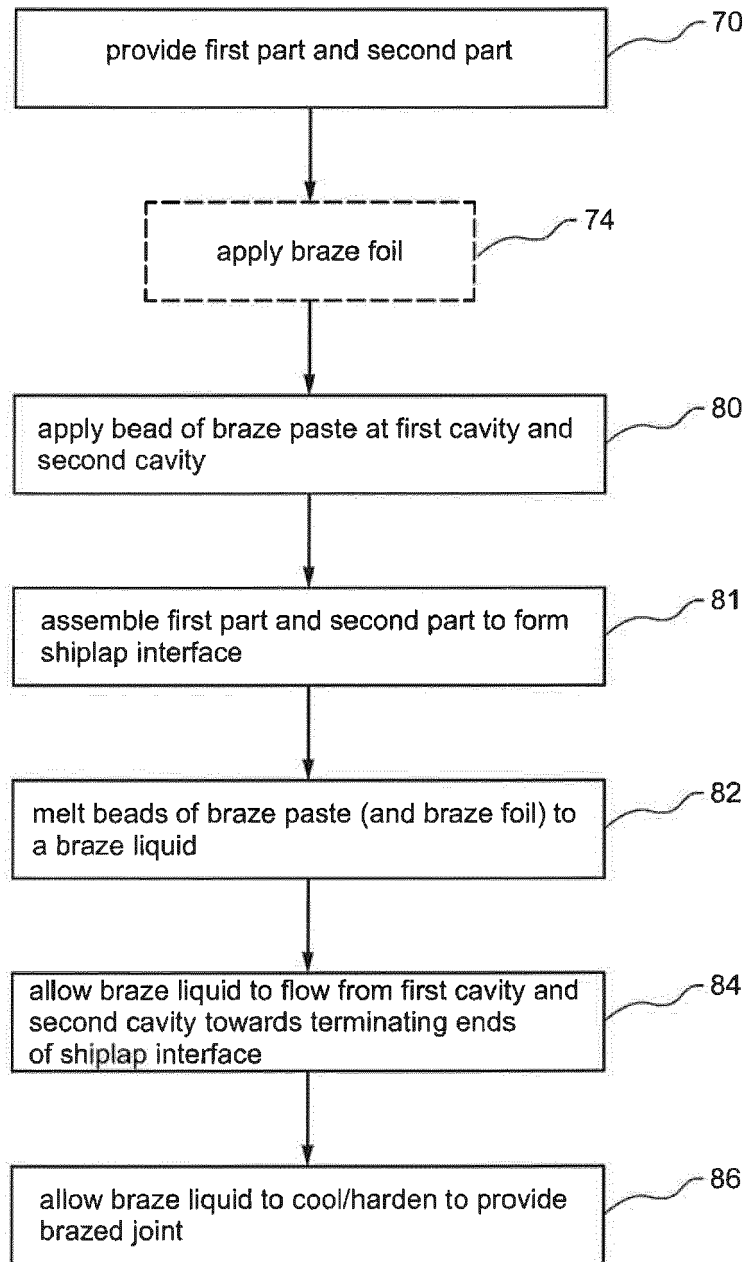 provide first part and second part
70
apply braze foil
74
apply bead of braze paste at first cavity and
second cavity
80
assemble first part and second part to form
shiplap interface
81
melt beads of braze paste (and braze foil) to
a braze liquid
82
allow braze liquid to flow from first cavity and
second cavity towards terminating ends
of shiplap interface
84
allow braze liquid to cool/harden to provide
brazed joint
86